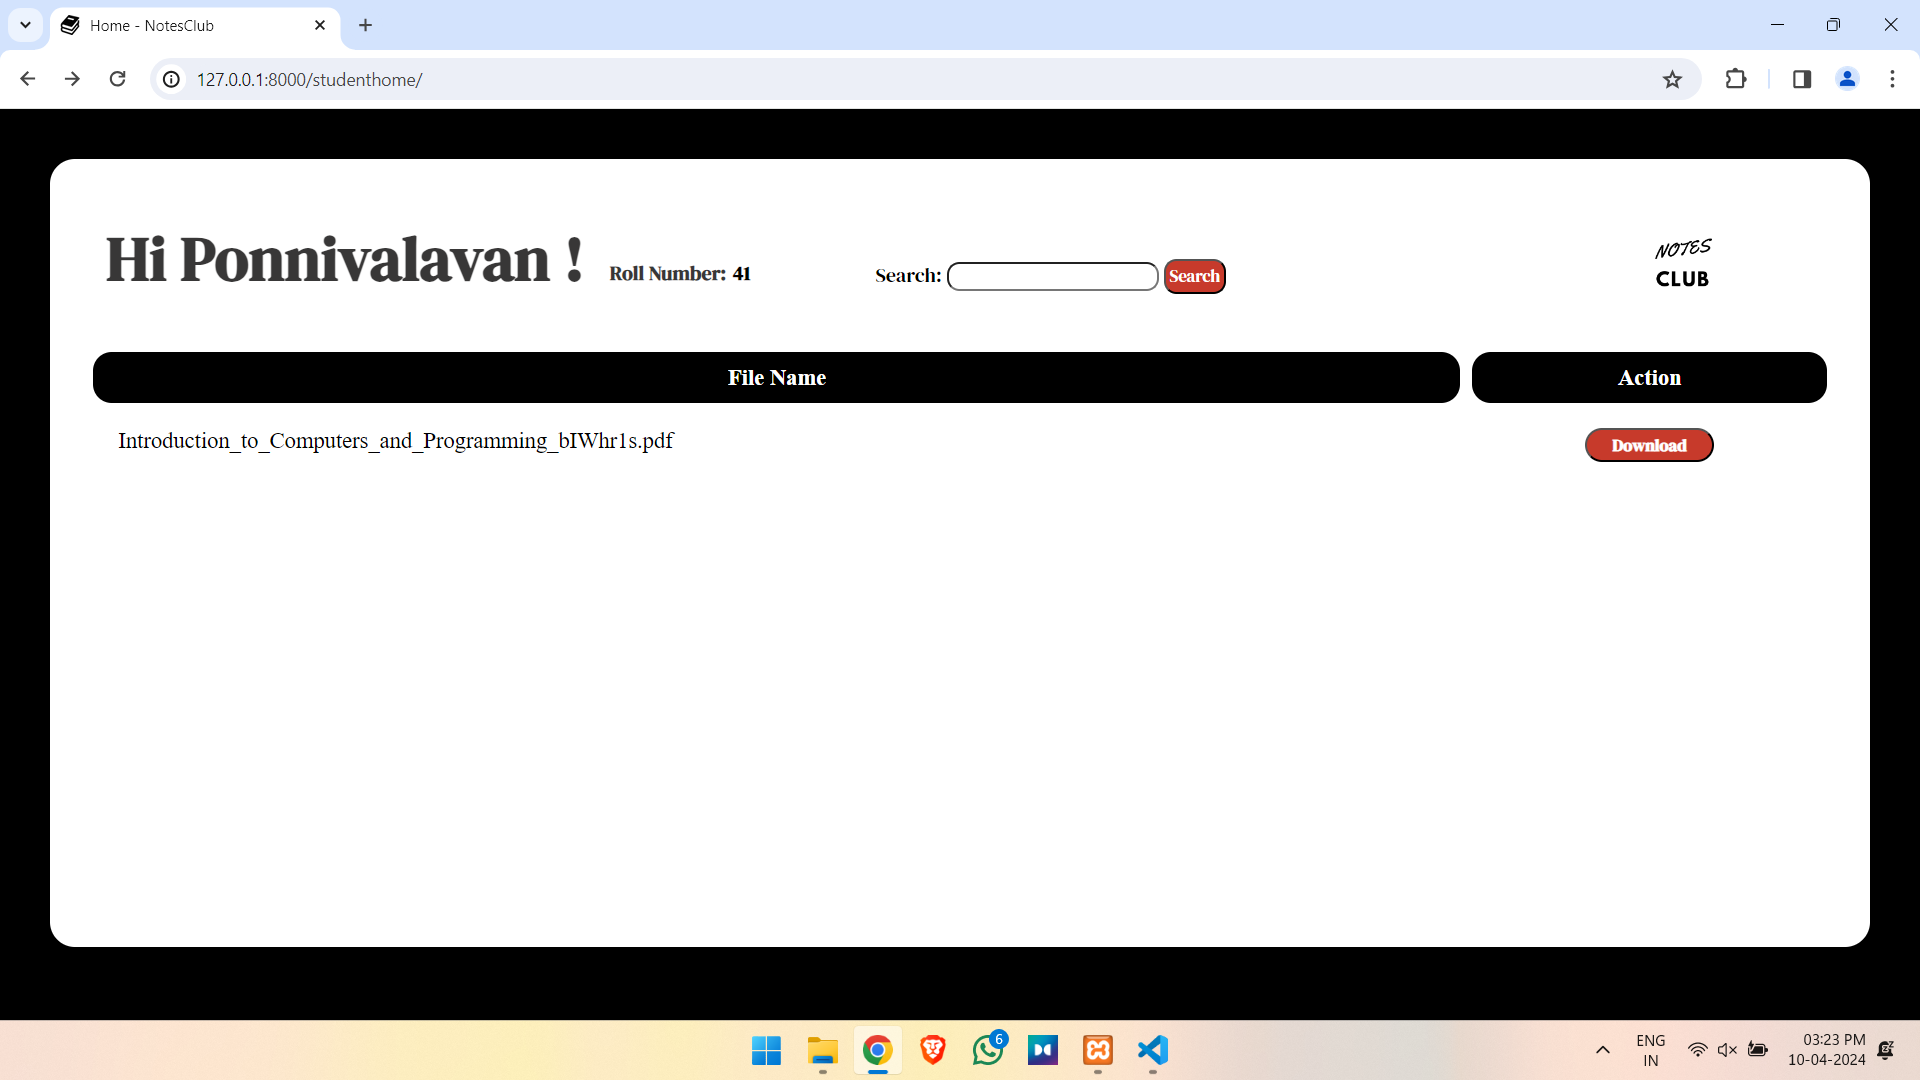 Home - NotesClub
127.0.0.1:8000/studenthome/
Hi Ponnivalavan !
Roll Number: 41
Search:
Search
NOTES
CLUB
File Name
Action
Introduction_to_Computers_and_Programming_bIWhr1s.pdf
Download
6
ENG
IN
03:23 PM
10-04-2024